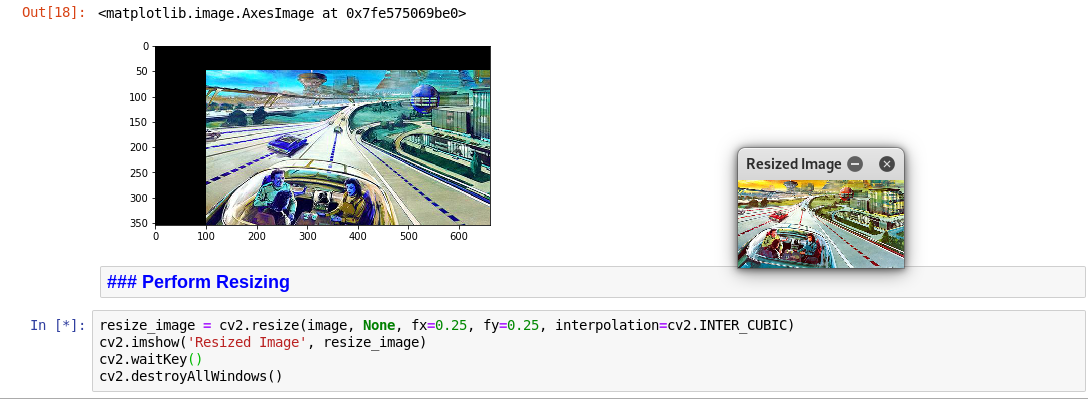 Out[18]: <matplotlib.image.AxesImage at 0x7fe575069be0>
0
50
100
150
200
250
300
350
0 100 200 300 400 500 600
Resized Image
### Perform Resizing
In [*]: resize_image = cv2.resize(image, None, fx=0.25, fy=0.25, interpolation=cv2.INTER_CUBIC)
cv2.imshow('Resized Image', resize_image)
cv2.waitKey()
cv2.destroyAllWindows()